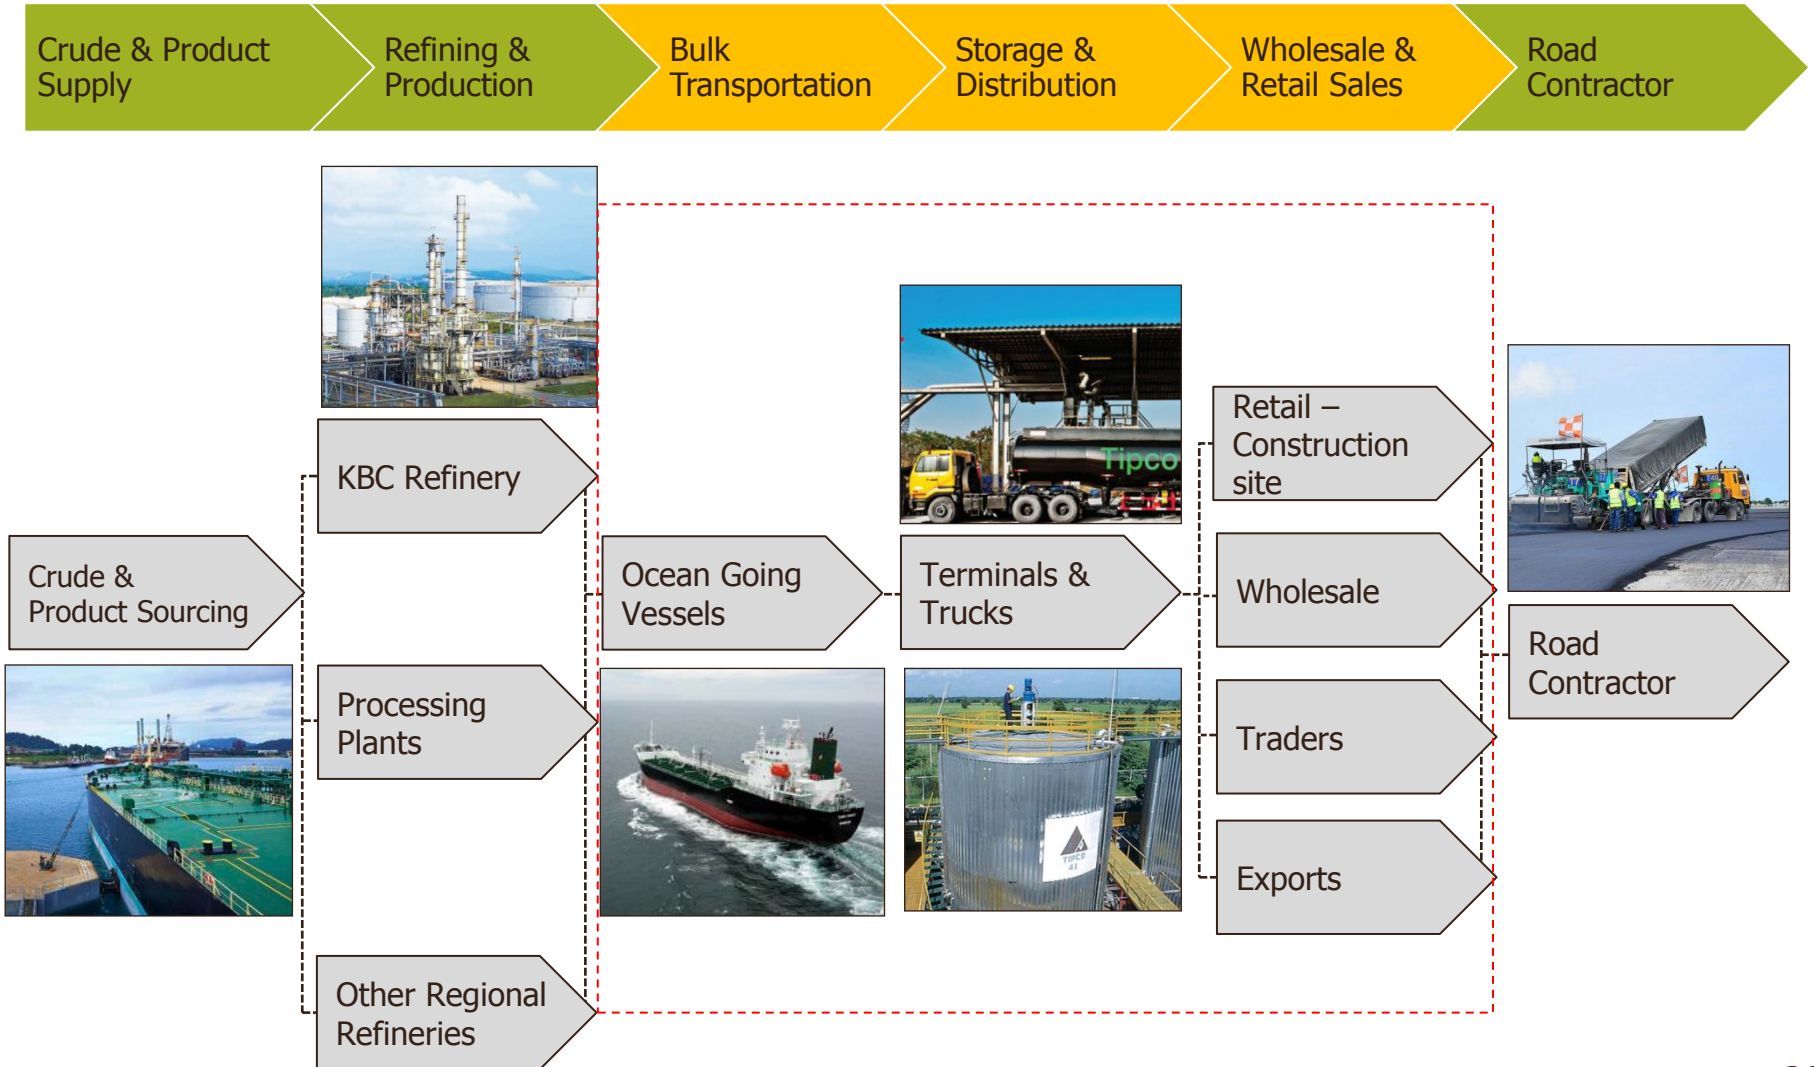 Crude & Product
Supply
Refining &
Production
Bulk
Transportation
Storage &
Distribution
Wholesale &
Retail Sales
Road
Contractor
Tipco
KBC Refinery
Retail –
Construction
site
Crude &
Product Sourcing
Ocean Going
Vessels
Terminals &
Trucks
Wholesale
Road
Contractor
Processing
Plants
Traders
TIPCO
41
Exports
Other Regional
Refineries